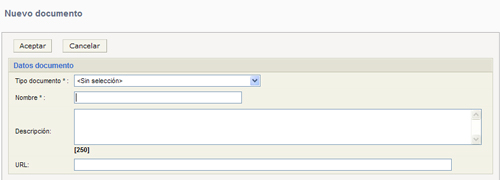 Nuevo documento
Aceptar Cancelar
Datos documento
Tipo documento * : <Sin selección>
Nombre * :
Descripción:
[250]
URL: